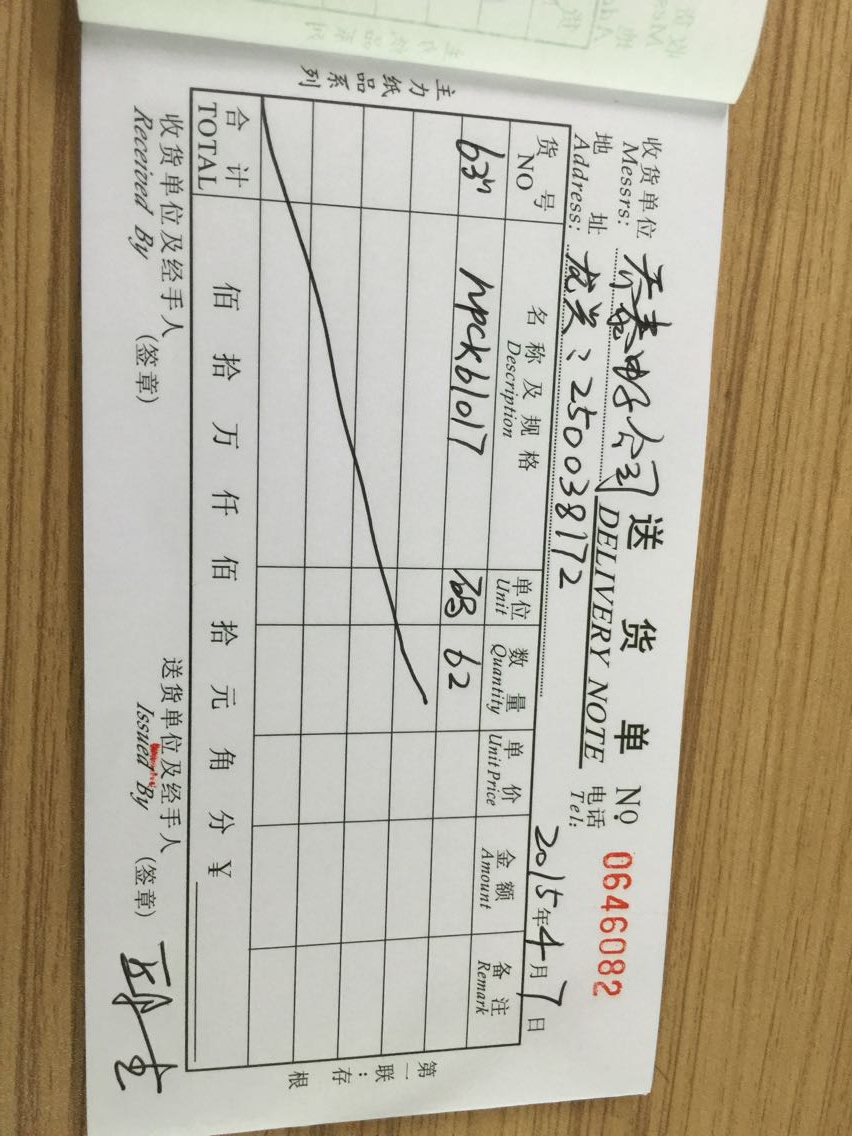 送 货 单 No 0646082
DELIVERY NOTE
收货单位
Messrs: 公司
电话
Tel:
地 址
Address: 龙关: 250038172
2015年4月7日
货号 名称及规格 单位 数量 单价 金额 备注
NO Description Unit Quantity Unit Price Amount Remark
npck61017 码 62
合计 佰 拾 万 仟 佰 拾 元 角 分 ¥
TOTAL
收货单位及经手人 (签章) 送货单位及经手人 (签章)
Received By Issued By
主力纸品系列
第一联:存根